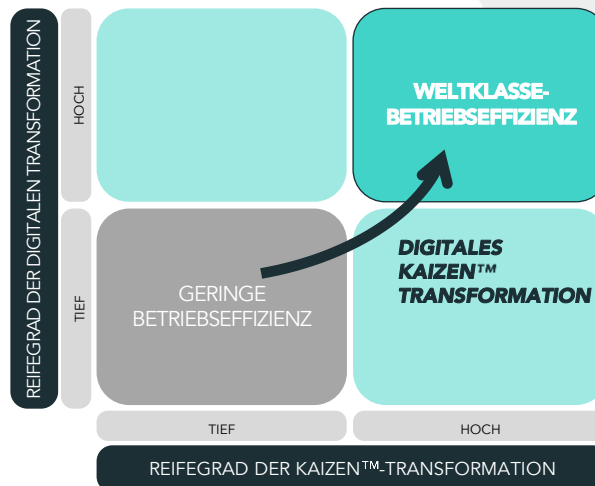 REIFEGRAD DER DIGITALEN TRANSFORMATION
HOCH
TIEF
WELTKLASSE-
BETRIEBSEFFIZIENZ
GERINGE
BETRIEBSEFFIZIENZ
DIGITALES
KAIZEN™
TRANSFORMATION
TIEF
HOCH
REIFEGRAD DER KAIZEN™-TRANSFORMATION